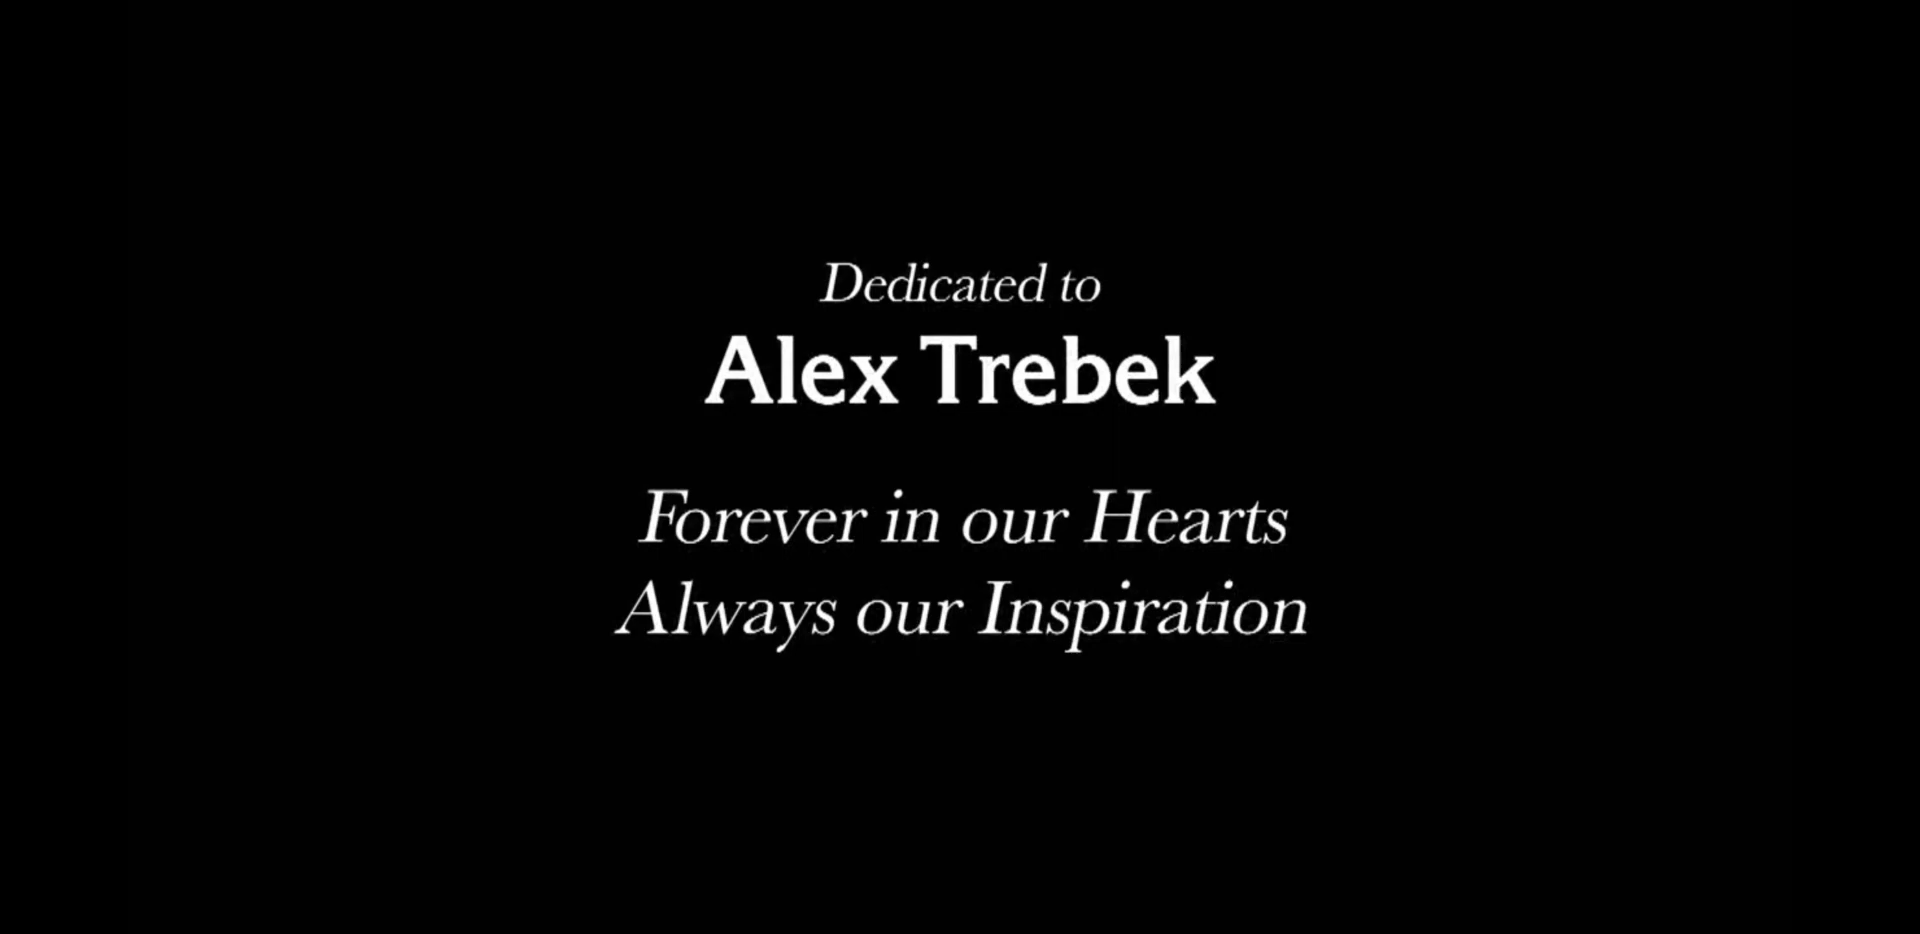 Dedicated to
Alex Trebek
Forever in our Hearts
Always our Inspiration